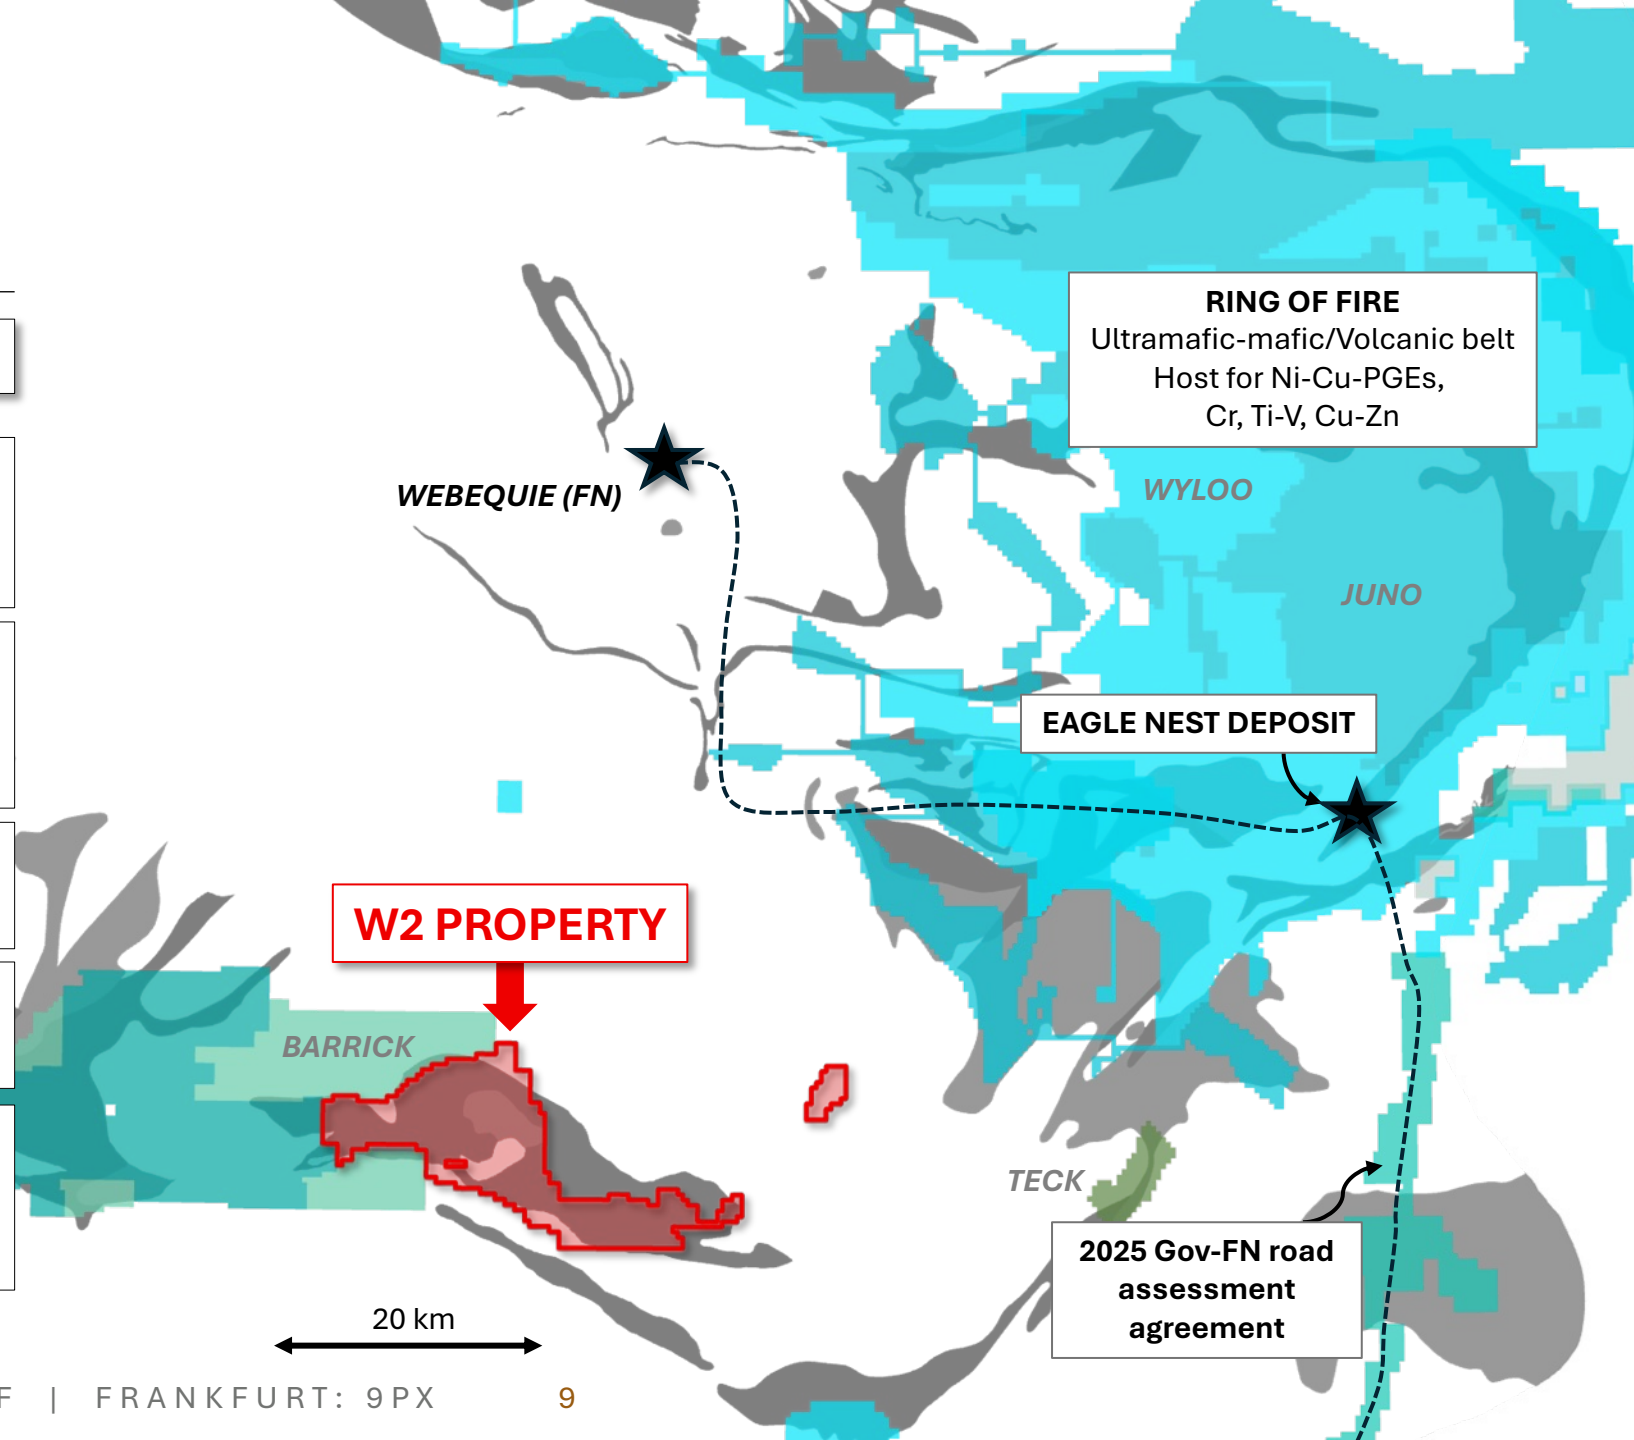 RING OF FIRE
Ultramafic-mafic/Volcanic belt
Host for Ni-Cu-PGEs,
Cr, Ti-V, Cu-Zn
WEBEQUIE (FN)
WYLOO
JUNO
EAGLE NEST DEPOSIT
W2 PROPERTY
BARRICK
TECK
2025 Gov-FN road
assessment
agreement
20 km
F | FRANKFURT: 9PX 9